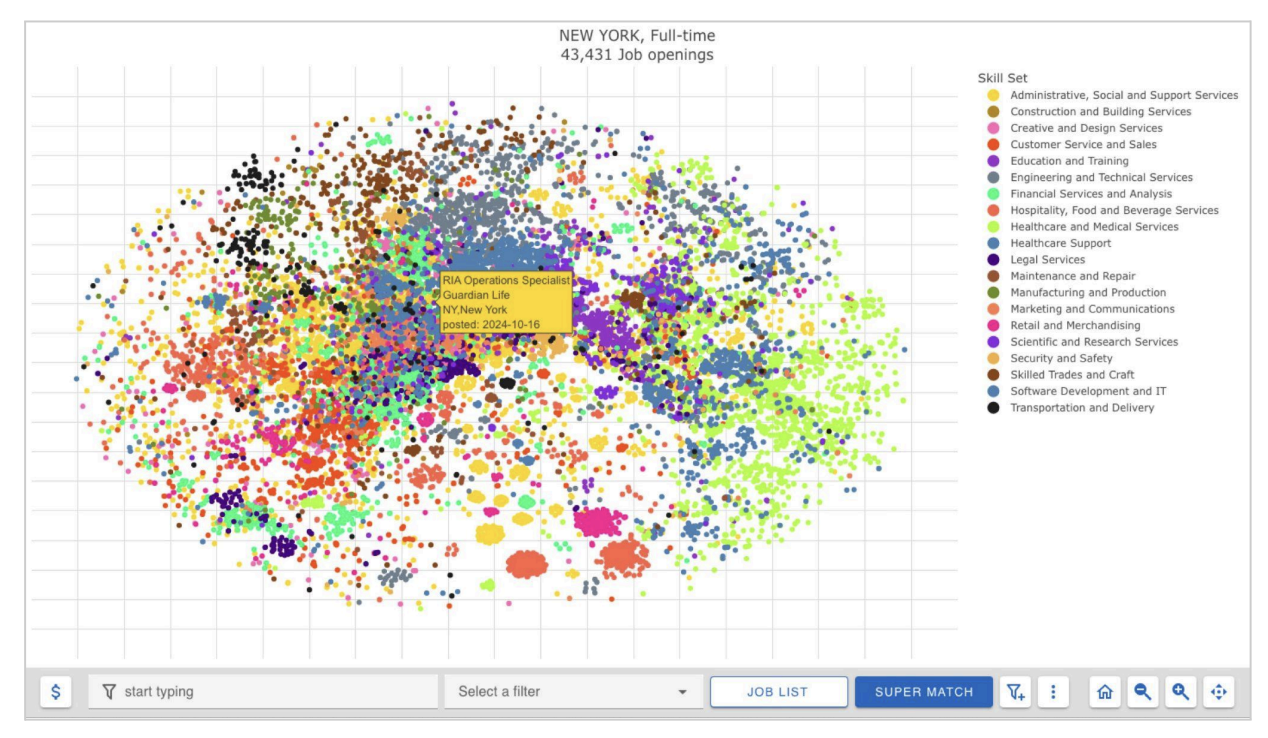 NEW YORK, Full-time
43,431 Job openings
Skill Set
Administrative, Social and Support Services
Construction and Building Services
Creative and Design Services
Customer Service and Sales
Education and Training
Engineering and Technical Services
Financial Services and Analysis
Hospitality, Food and Beverage Services
Healthcare and Medical Services
Healthcare Support
Legal Services
Maintenance and Repair
Manufacturing and Production
Marketing and Communications
Retail and Merchandising
Scientific and Research Services
Security and Safety
Skilled Trades and Craft
Software Development and IT
Transportation and Delivery
RIA Operations Specialist
Guardian Life
NY,New York
posted: 2024-10-16
$
start typing
Select a filter
JOB LIST
SUPER MATCH